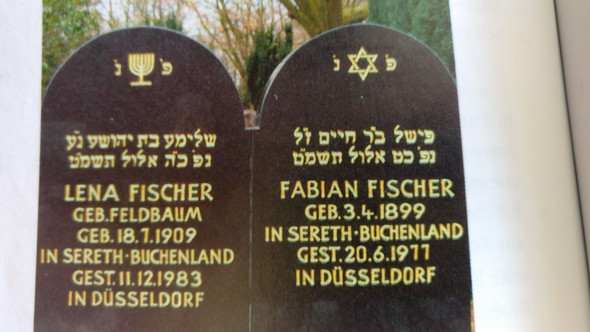 פ׳ נ׳
שלימע בת יהושע נ״ע
נפ׳ כ״ה אלול תשמ״ט
LENA FISCHER
GEB.FELDBAUM
GEB. 18.7.1909
IN SERETH·BUCHENLAND
GEST. 11.12.1983
IN DÜSSELDORF
פ׳ נ׳
פישל ב״ר חיים ז״ל
נפ׳ כט אלול תשמ״ט
FABIAN FISCHER
GEB. 3.4.1899
IN SERETH·BUCHENLAND
GEST. 20.6.1977
IN DÜSSELDORF